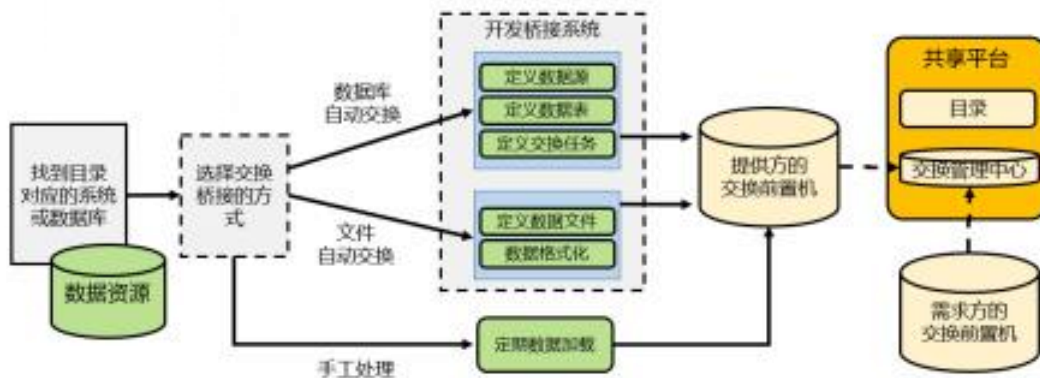 找到目录
对应的系统
或数据库
数据资源
选择交换
桥接的方
式
数据库
自动交换
文件
自动交换
手工处理
开发桥接系统
定义数据源
定义数据表
定义交换任务
定义数据文件
数据格式化
定期数据加载
提供方的
交换前置机
共享平台
目录
交换管理中心
需求方的
交换前置机